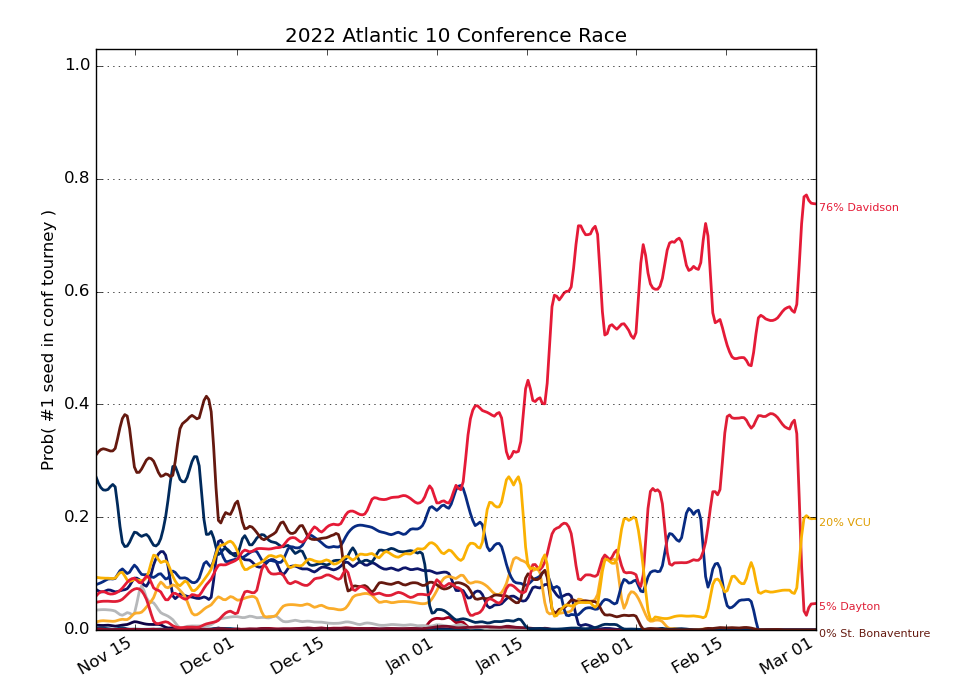 2022 Atlantic 10 Conference Race
Prob( #1 seed in conf tourney )
1.0
0.8
0.6
0.4
0.2
0.0
76% Davidson
20% VCU
5% Dayton
0% St. Bonaventure
Nov 15
Dec 01
Dec 15
Jan 01
Jan 15
Feb 01
Feb 15
Mar 01